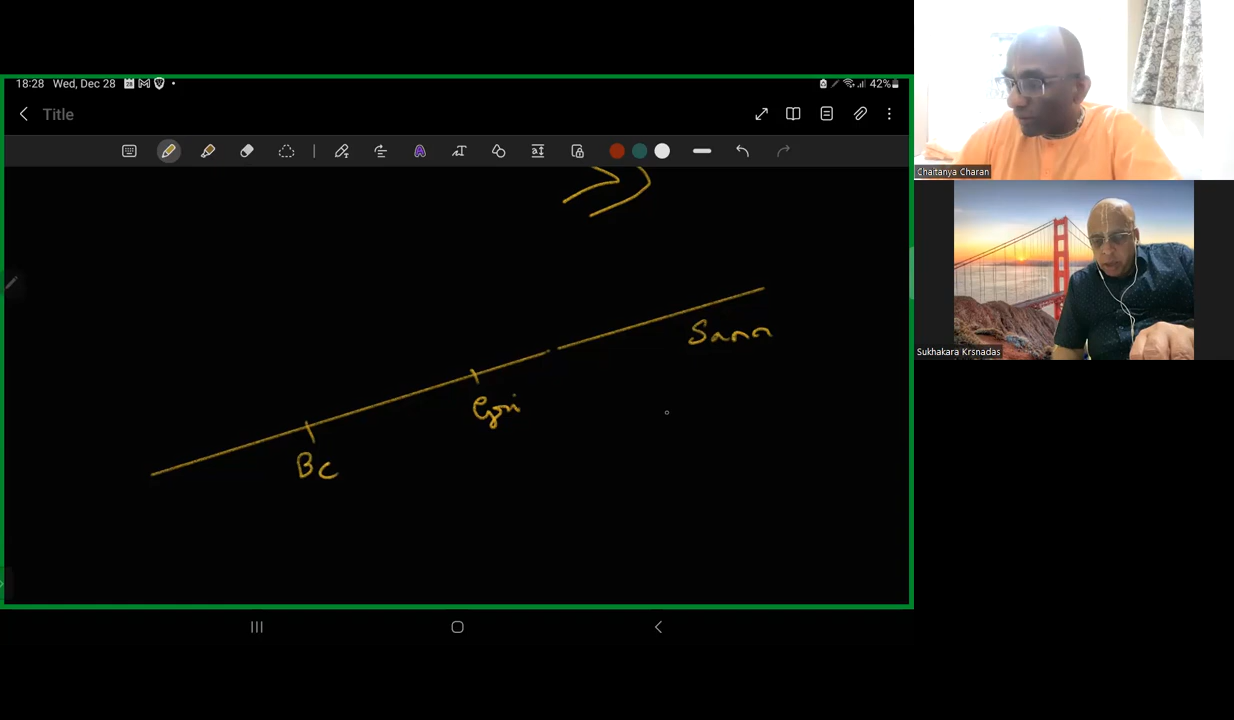 18:28 Wed, Dec 28 42%
Title
Sann
Bc
Chaitanya Charan
Sukhakara Krsnadas